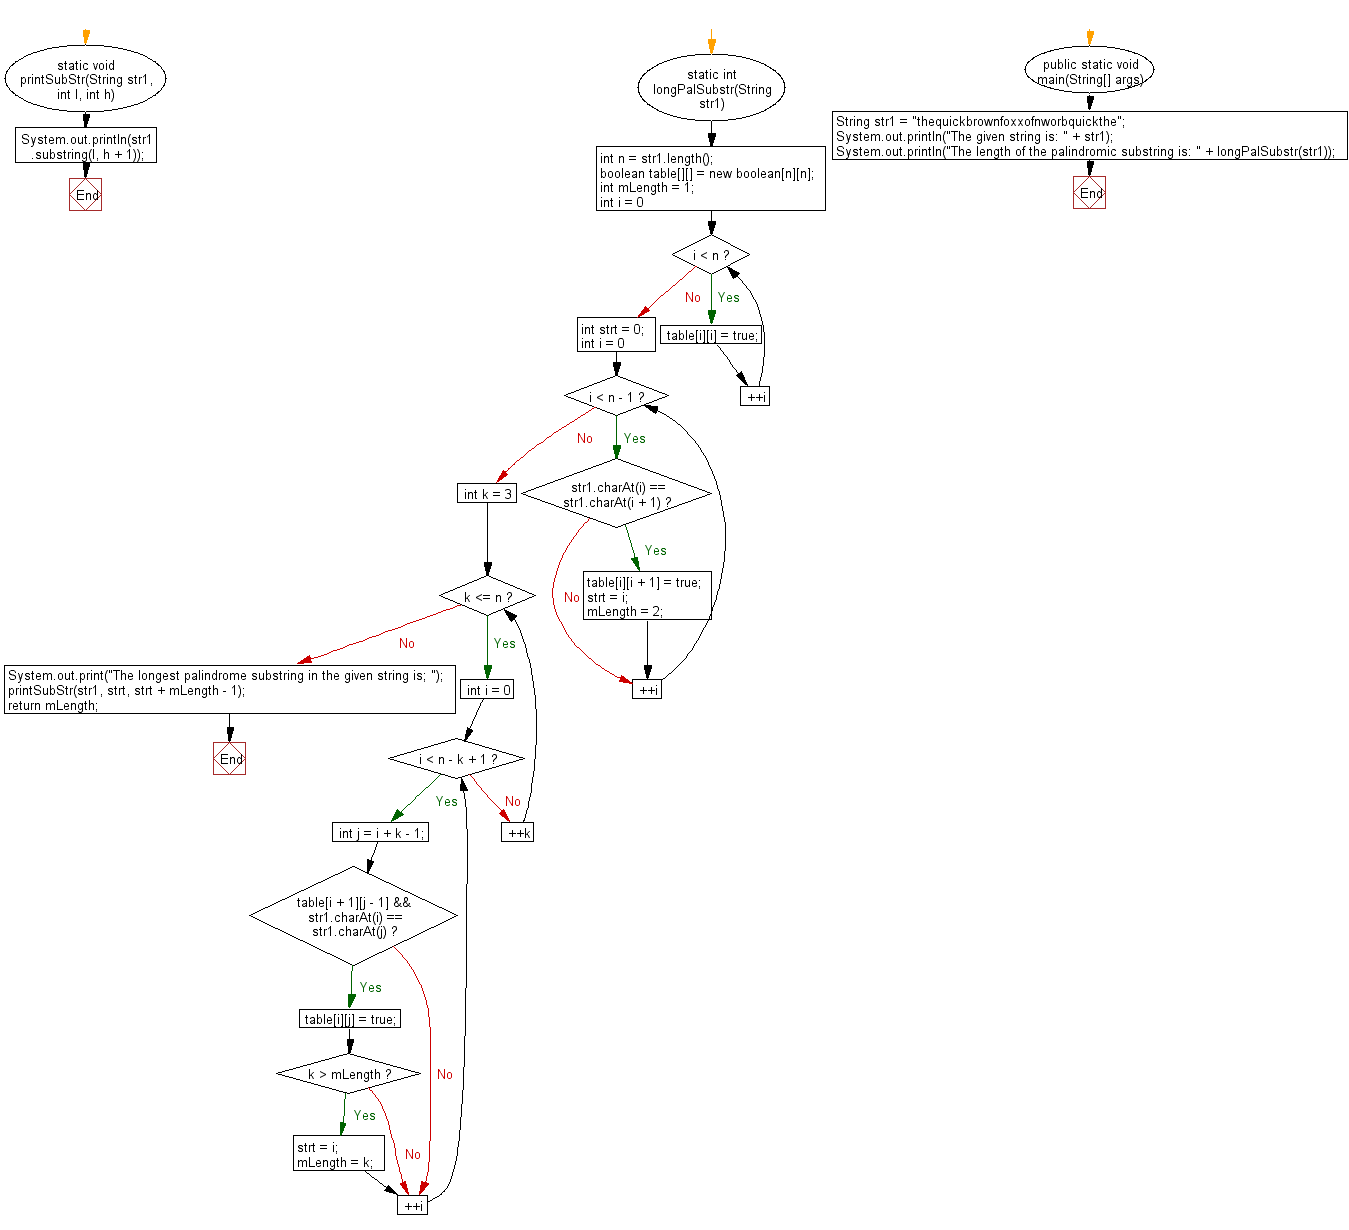 static void
printSubStr(String str1,
int l, int h)
System.out.println(str1
.substring(l, h + 1));
End
static int
longPalSubstr(String
str1)
int n = str1.length();
boolean table[][] = new boolean[n][n];
int mLength = 1;
int i = 0
i < n ?
No
Yes
int strt = 0;
int i = 0
table[i][i] = true;
++i
i < n - 1 ?
No
Yes
int k = 3
str1.charAt(i) ==
str1.charAt(i + 1) ?
Yes
No
table[i][i + 1] = true;
strt = i;
mLength = 2;
++i
k <= n ?
No
Yes
System.out.print("The longest palindrome substring in the given string is; ");
printSubStr(str1, strt, strt + mLength - 1);
return mLength;
End
int i = 0
i < n - k + 1 ?
Yes
No
int j = i + k - 1;
++k
table[i + 1][j - 1] &&
str1.charAt(i) ==
str1.charAt(j) ?
Yes
No
table[i][j] = true;
k > mLength ?
Yes
No
strt = i;
mLength = k;
++i
public static void
main(String[] args)
String str1 = "thequickbrownfoxxofnworbquickthe";
System.out.println("The given string is: " + str1);
System.out.println("The length of the palindromic substring is: " + longPalSubstr(str1));
End